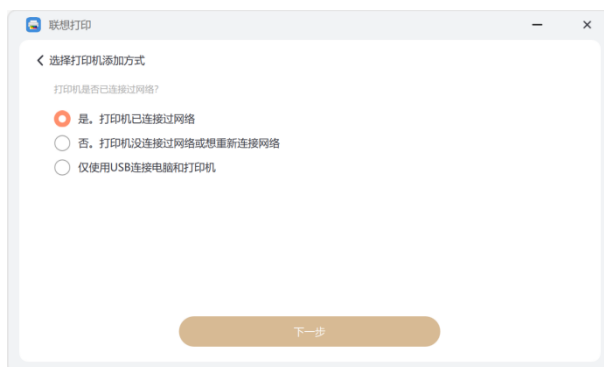 联想打印
选择打印机添加方式
打印机是否已连接过网络?
是。打印机已连接过网络
否。打印机没连接过网络或想重新连接网络
仅使用USB连接电脑和打印机
下一步